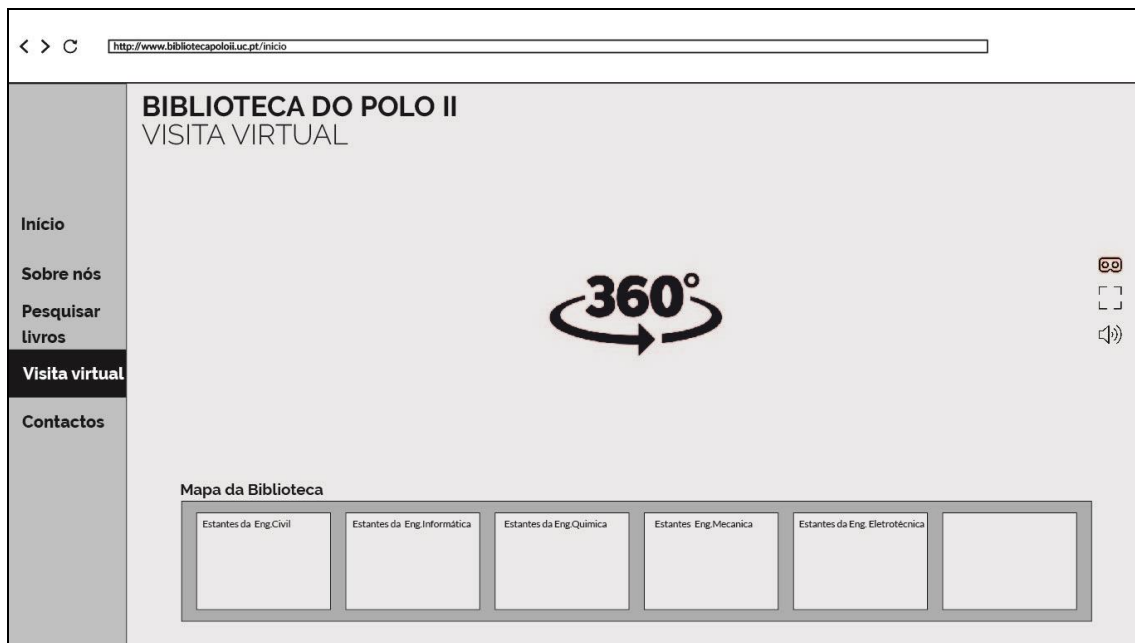 http://www.bibliotecapoloii.uc.pt/inicio
BIBLIOTECA DO POLO II
VISITA VIRTUAL
Início
Sobre nós
Pesquisar
livros
Visita virtual
Contactos
360°
Mapa da Biblioteca
Estantes da Eng.Civil
Estantes da Eng.Informática
Estantes da Eng.Quimica
Estantes Eng.Mecanica
Estantes da Eng. Eletrotécnica